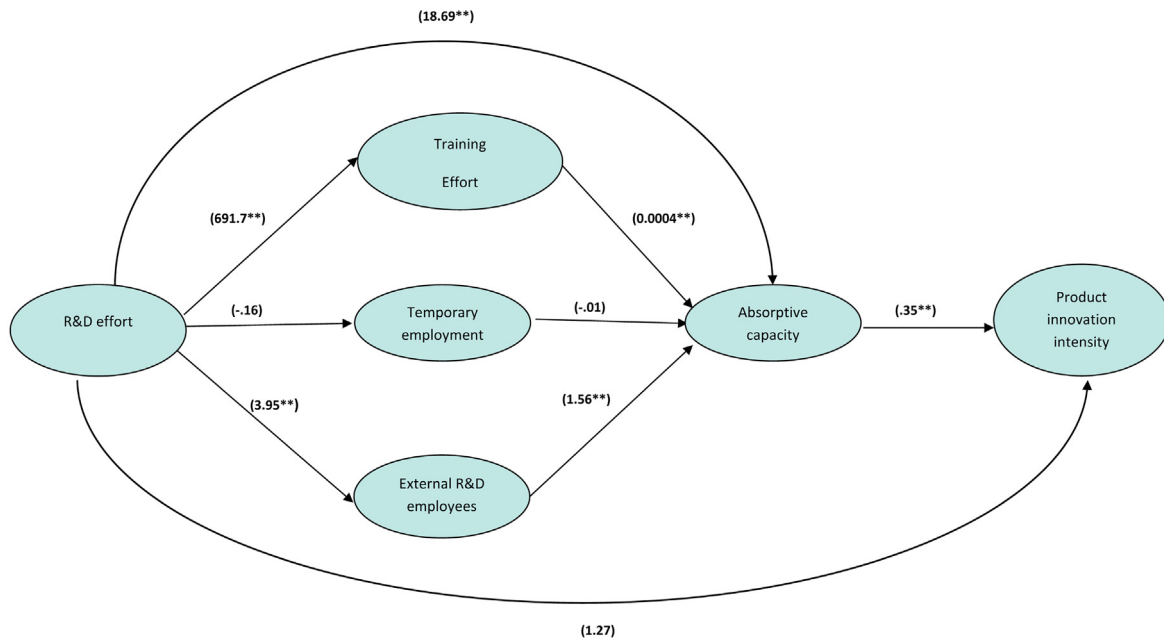 (18.69**)
Training
Effort
(691.7**)
(0.0004**)
R&D effort
(-.16)
Temporary
employment
(-.01)
Absorptive
capacity
(.35**)
Product
innovation
intensity
(3.95**)
(1.56**)
External R&D
employees
(1.27)